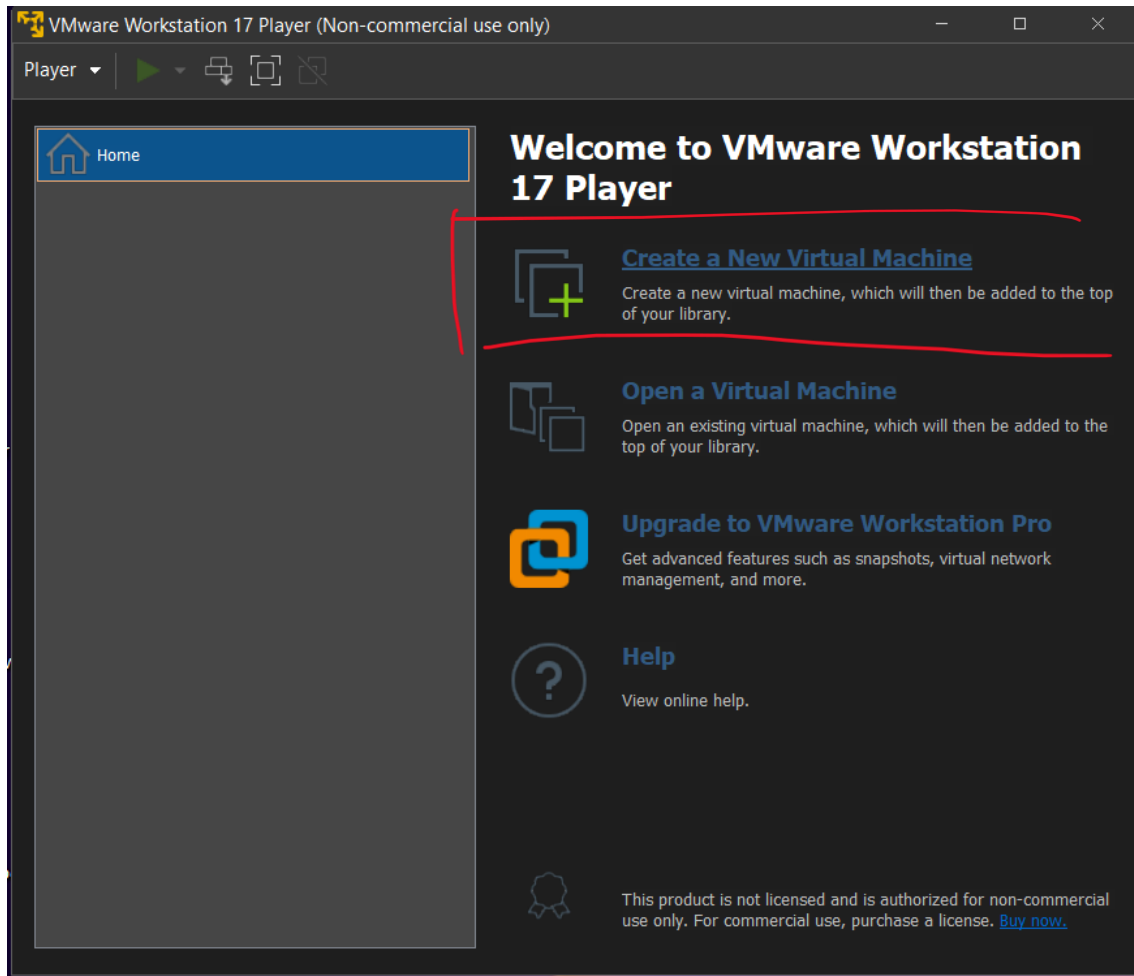 VMware Workstation 17 Player (Non-commercial use only)
Player
Home
Welcome to VMware Workstation
17 Player
Create a New Virtual Machine
Create a new virtual machine, which will then be added to the top
of your library.
Open a Virtual Machine
Open an existing virtual machine, which will then be added to the
top of your library.
Upgrade to VMware Workstation Pro
Get advanced features such as snapshots, virtual network
management, and more.
Help
View online help.
This product is not licensed and is authorized for non-commercial
use only. For commercial use, purchase a license. Buy now.